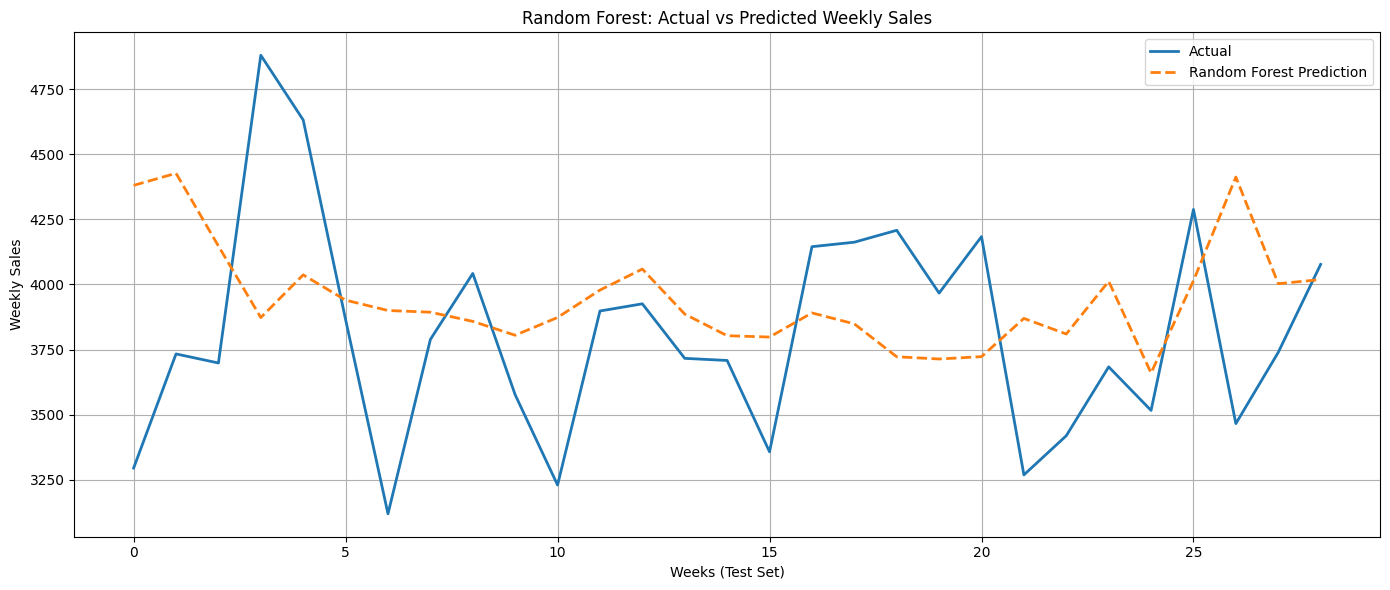 Random Forest: Actual vs Predicted Weekly Sales
Actual
Random Forest Prediction
Weekly Sales
4750
4500
4250
4000
3750
3500
3250
0 5 10 15 20 25
Weeks (Test Set)